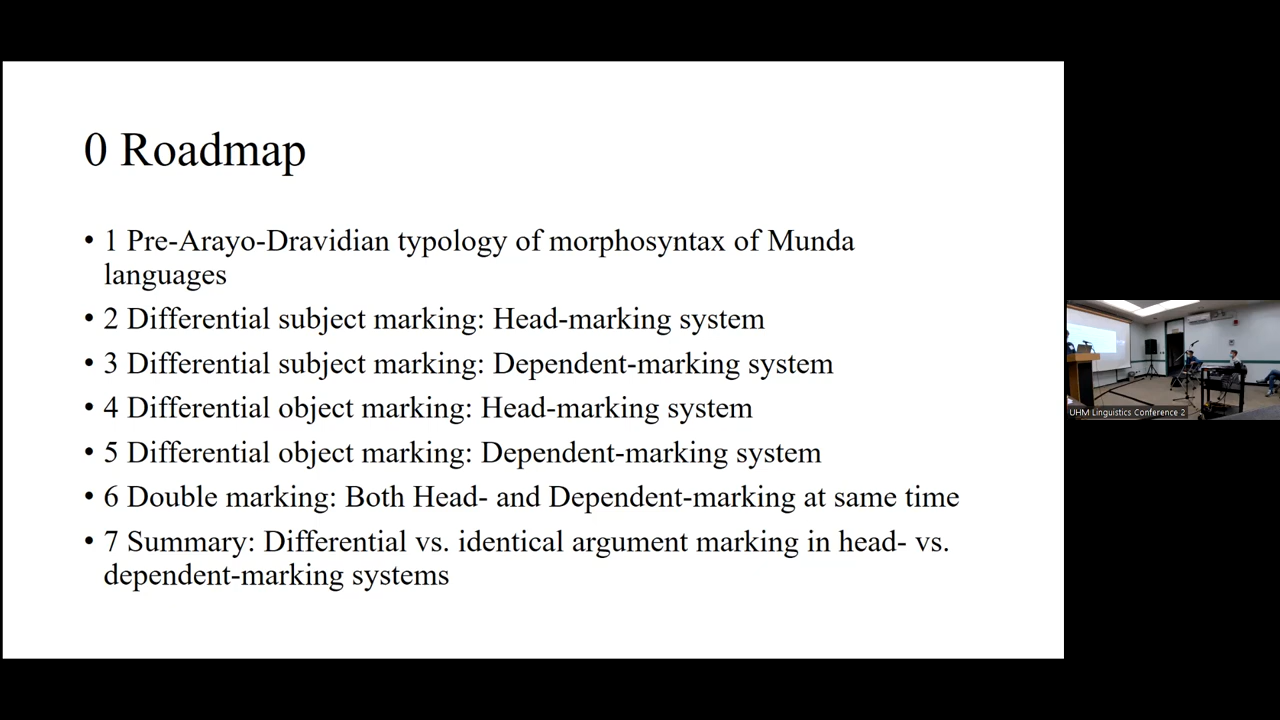 0 Roadmap
• 1 Pre-Arayo-Dravidian typology of morphosyntax of Munda
languages
• 2 Differential subject marking: Head-marking system
• 3 Differential subject marking: Dependent-marking system
• 4 Differential object marking: Head-marking system
• 5 Differential object marking: Dependent-marking system
• 6 Double marking: Both Head- and Dependent-marking at same time
• 7 Summary: Differential vs. identical argument marking in head- vs.
dependent-marking systems
UHM Linguistics Conference 2